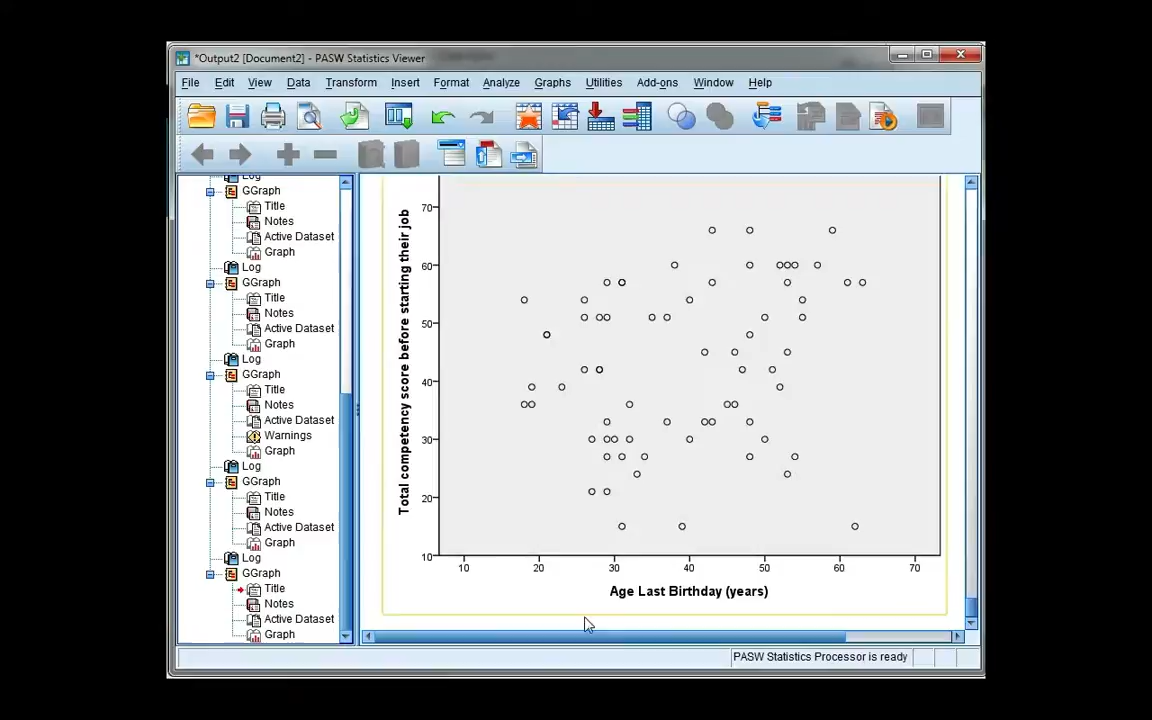 *Output2 [Document2] - PASW Statistics Viewer
File Edit View Data Transform Insert Format Analyze Graphs Utilities Add-ons Window Help
Log
GGraph
Title
Notes
Active Dataset
Graph
Log
GGraph
Title
Notes
Active Dataset
Graph
Log
GGraph
Title
Notes
Active Dataset
Warnings
Graph
Log
GGraph
Title
Notes
Active Dataset
Graph
Log
GGraph
Title
Notes
Active Dataset
Graph
Total competency score before starting their job
70
60
50
40
30
20
10
10 20 30 40 50 60 70
Age Last Birthday (years)
PASW Statistics Processor is ready